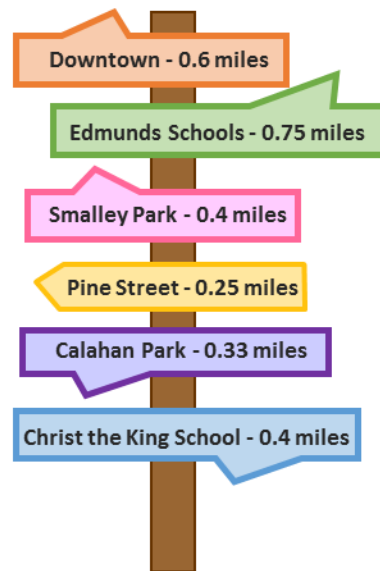 Downtown - 0.6 miles
Edmunds Schools - 0.75 miles
Smalley Park - 0.4 miles
Pine Street - 0.25 miles
Calahan Park - 0.33 miles
Christ the King School - 0.4 miles